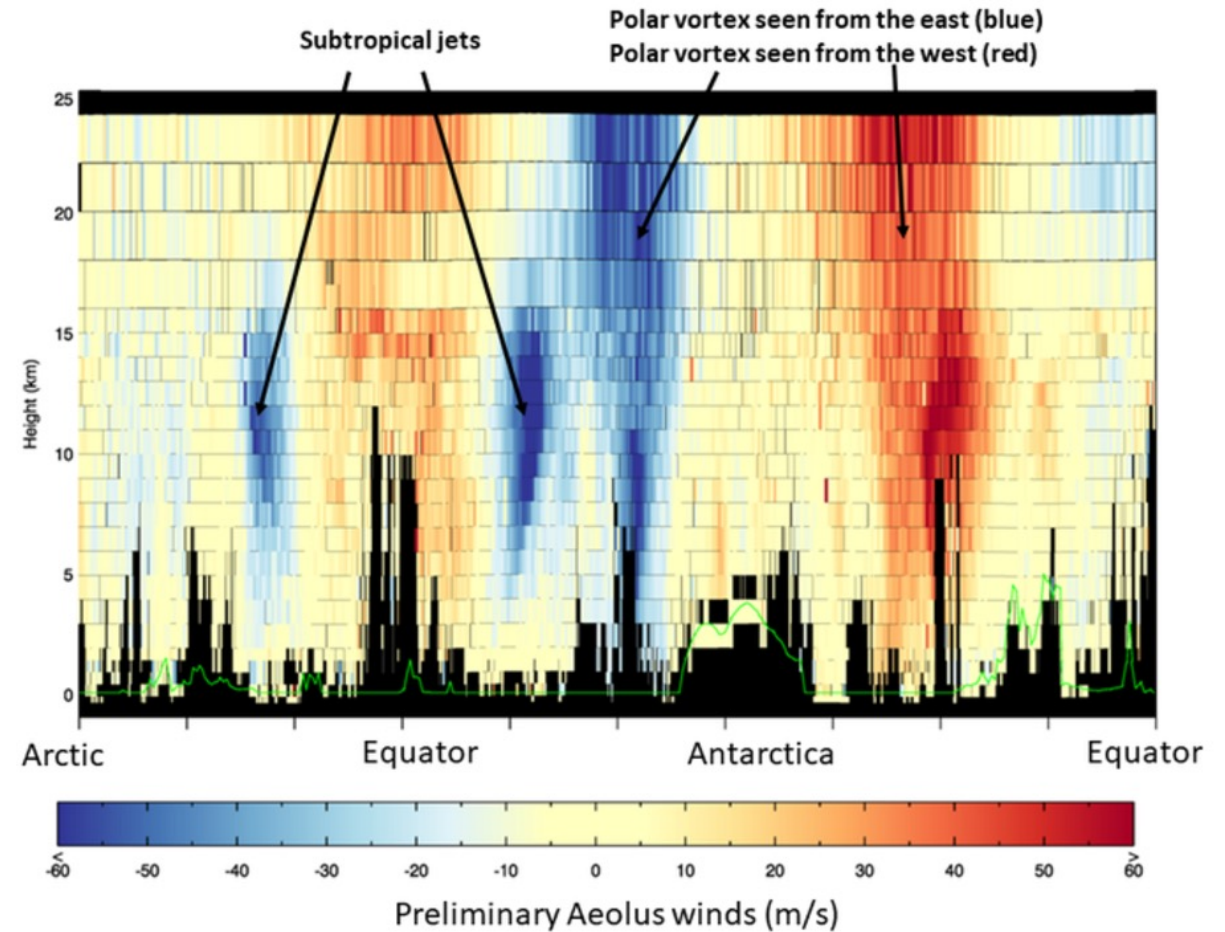 Polar vortex seen from the east (blue)
Subtropical jets
Polar vortex seen from the west (red)
25
20
15
10
5
0
Height (km)
Arctic
Equator
Antarctica
Equator
< -60 -50 -40 -30 -20 -10 0 10 20 30 40 50 60 >
Preliminary Aeolus winds (m/s)